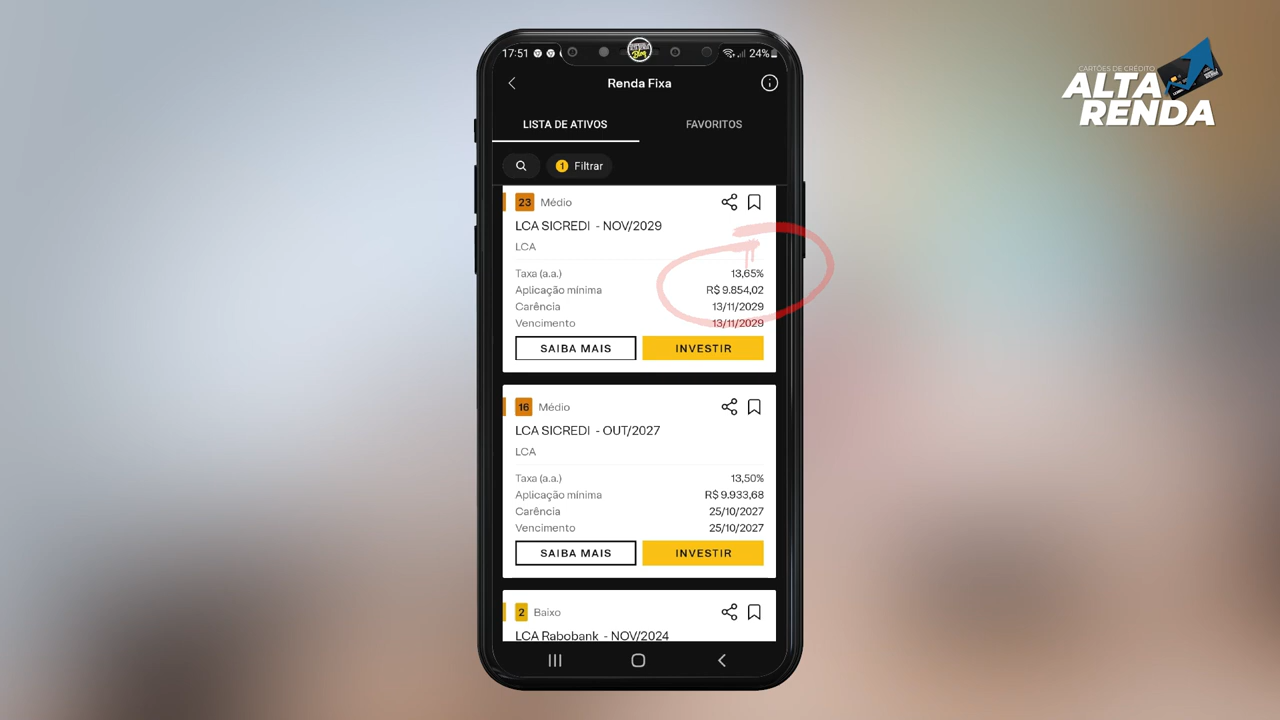 17:51
24%
CARTÕES DE CRÉDITO
ALTA
RENDA
Renda Fixa
LISTA DE ATIVOS
FAVORITOS
1 Filtrar
23 Médio
LCA SICREDI - NOV/2029
LCA
Taxa (a.a.) 13,65%
Aplicação mínima R$ 9.854,02
Carência 13/11/2029
Vencimento 13/11/2029
SAIBA MAIS INVESTIR
16 Médio
LCA SICREDI - OUT/2027
LCA
Taxa (a.a.) 13,50%
Aplicação mínima R$ 9.933,68
Carência 25/10/2027
Vencimento 25/10/2027
SAIBA MAIS INVESTIR
2 Baixo
LCA Rabobank - NOV/2024